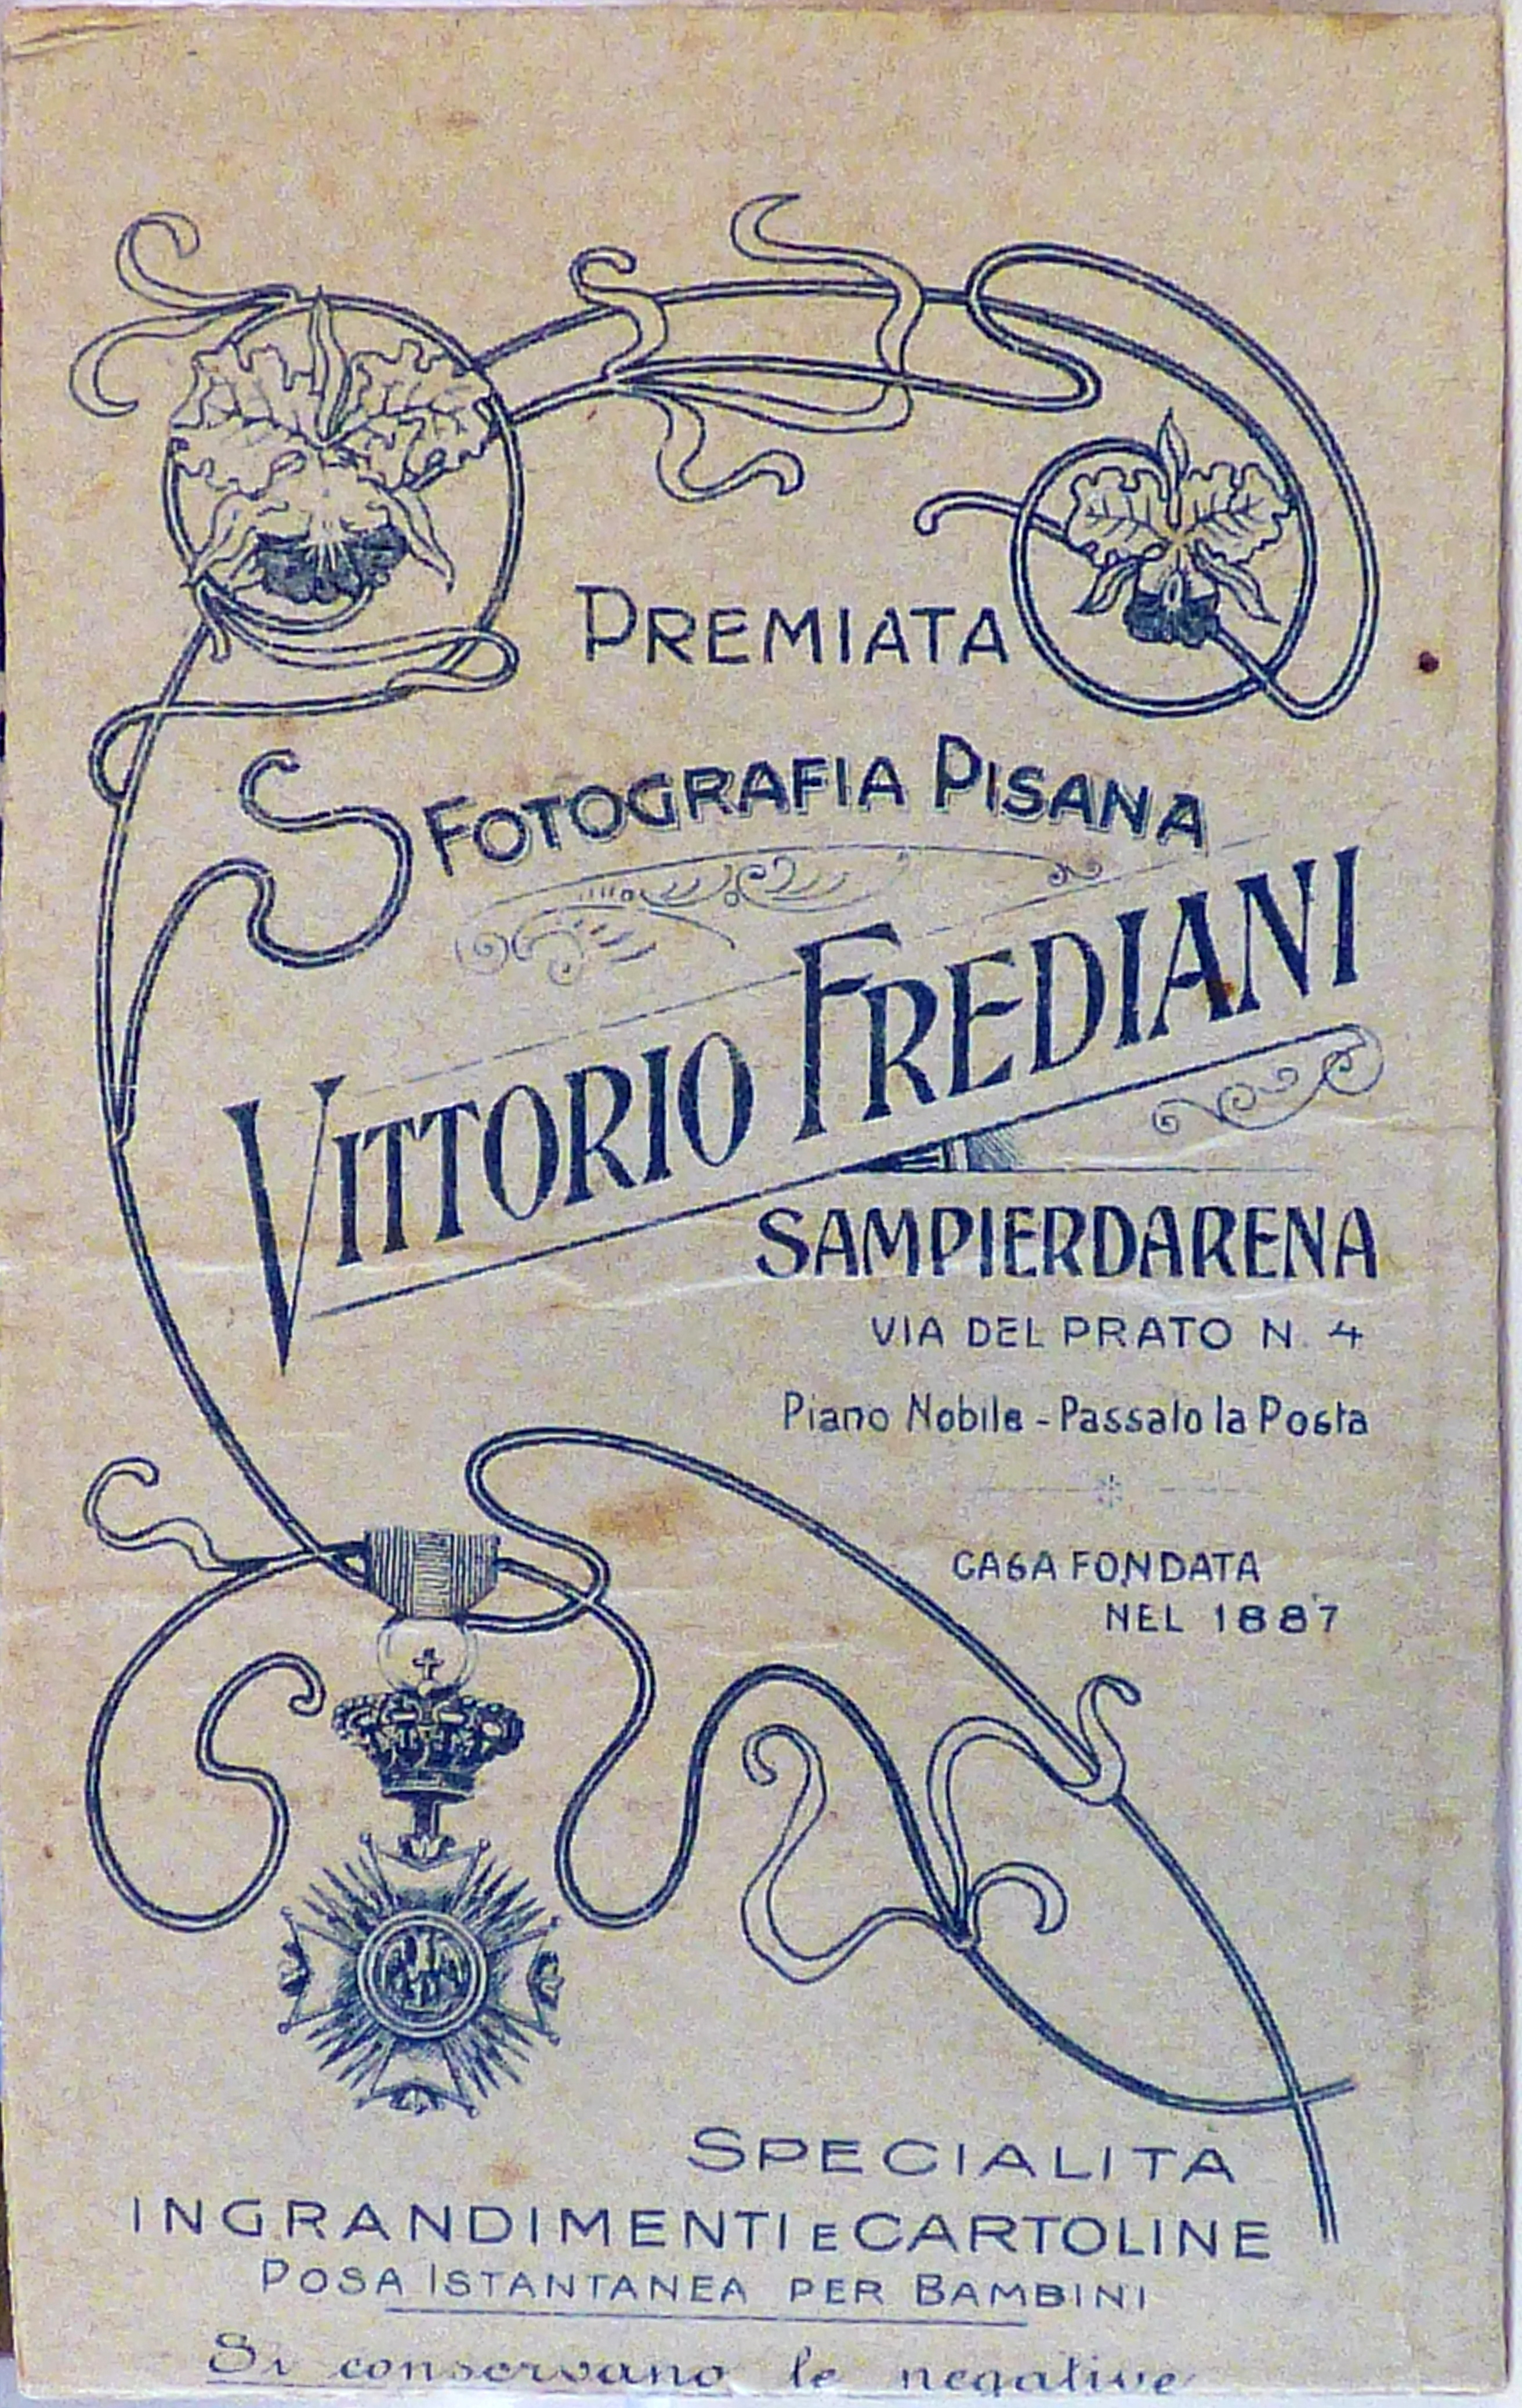 PREMIATA
FOTOGRAFIA PISANA
VITTORIO FREDIANI
SAMPIERDARENA
VIA DEL PRATO N. 4
Piano Nobile - Passato la Posta
CASA FONDATA
NEL 1887
SPECIALITÀ
INGRANDIMENTI E CARTOLINE
POSA ISTANTANEA PER BAMBINI
Si conservano le negative